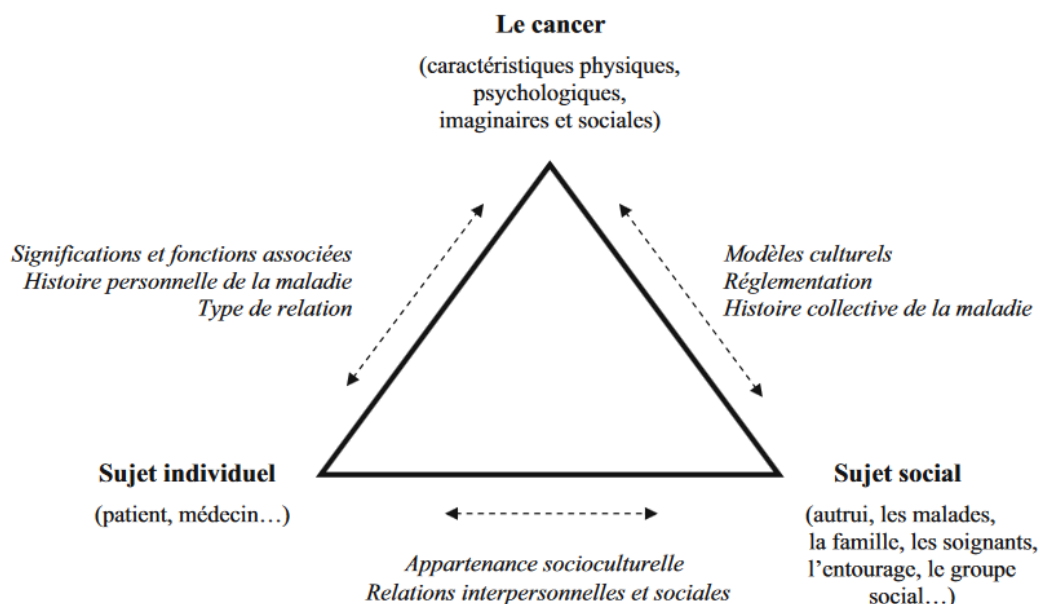 Le cancer
(caractéristiques physiques,
psychologiques,
imaginaires et sociales)
Significations et fonctions associées
Histoire personnelle de la maladie
Type de relation
Modèles culturels
Réglementation
Histoire collective de la maladie
Sujet individuel
(patient, médecin…)
Sujet social
(autrui, les malades,
la famille, les soignants,
l’entourage, le groupe
social…)
Appartenance socioculturelle
Relations interpersonnelles et sociales